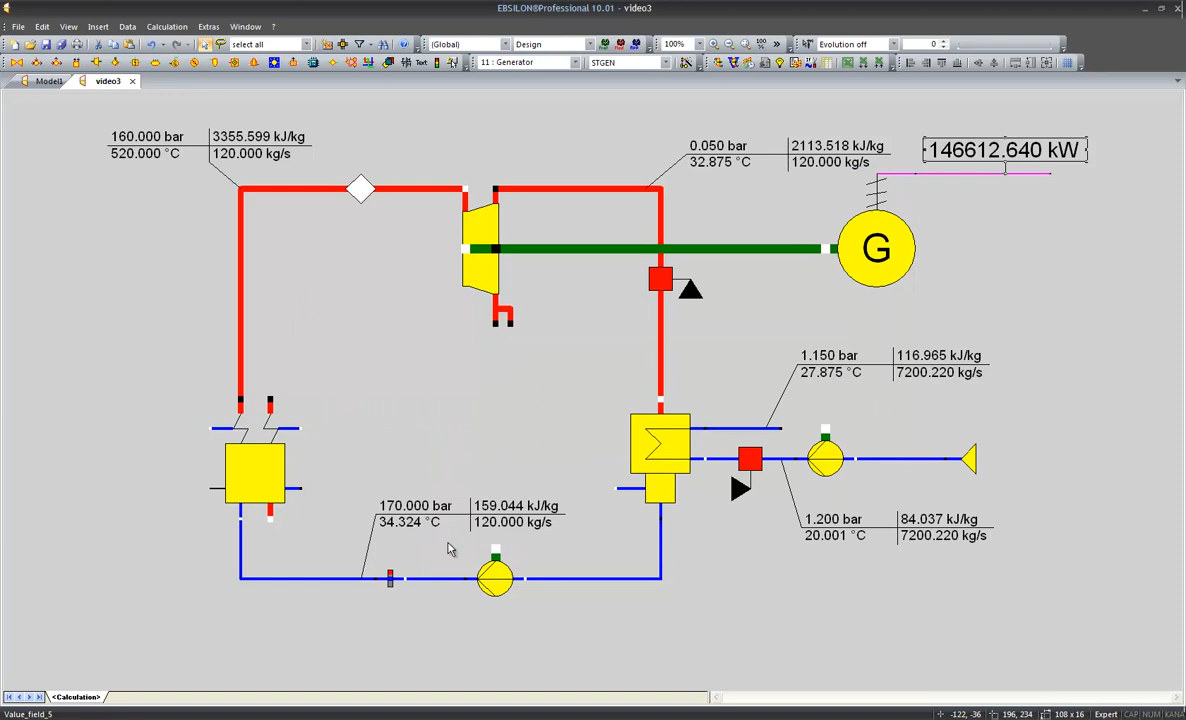 EBSILON®Professional 10.01 - video3
File Edit View Insert Data Calculation Extras Window ?
select all (Global) Design 100% Evolution off 0
Text 11 : Generator STGEN
Model1 video3
160.000 bar 3355.599 kJ/kg
520.000 °C 120.000 kg/s
0.050 bar 2113.518 kJ/kg
32.875 °C 120.000 kg/s
146612.640 kW
G
1.150 bar 116.965 kJ/kg
27.875 °C 7200.220 kg/s
170.000 bar 159.044 kJ/kg
34.324 °C 120.000 kg/s
1.200 bar 84.037 kJ/kg
20.001 °C 7200.220 kg/s
<Calculation>
Value_field_5 -122, -36 196, 234 108 x 16 Expert CAP NUM KANA